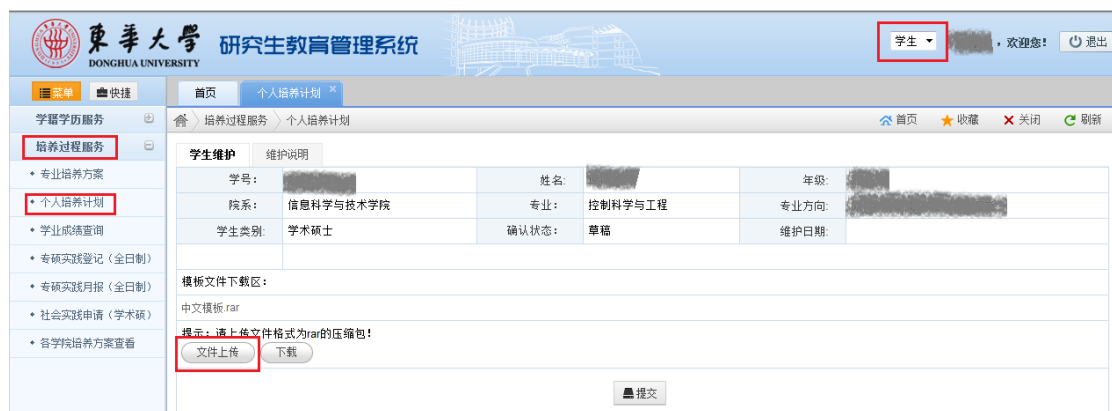 東華大學 研究生教育管理系统
DONGHUA UNIVERSITY
学生 ，欢迎您! 退出
菜单 快捷 首页 个人培养计划
学籍学历服务 培养过程服务 个人培养计划 首页 收藏 关闭 刷新
培养过程服务 学生维护 维护说明
专业培养方案 学号： 姓名: 年级:
个人培养计划 院系： 信息科学与技术学院 专业： 控制科学与工程 专业方向:
学业成绩查询 学生类别: 学术硕士 确认状态： 草稿 维护日期:
专硕实践登记（全日制）
专硕实践月报（全日制） 模板文件下载区：
社会实践申请（学术硕） 中文模板.rar
各学院培养方案查看 提示：请上传文件格式为rar的压缩包!
文件上传 下载
提交